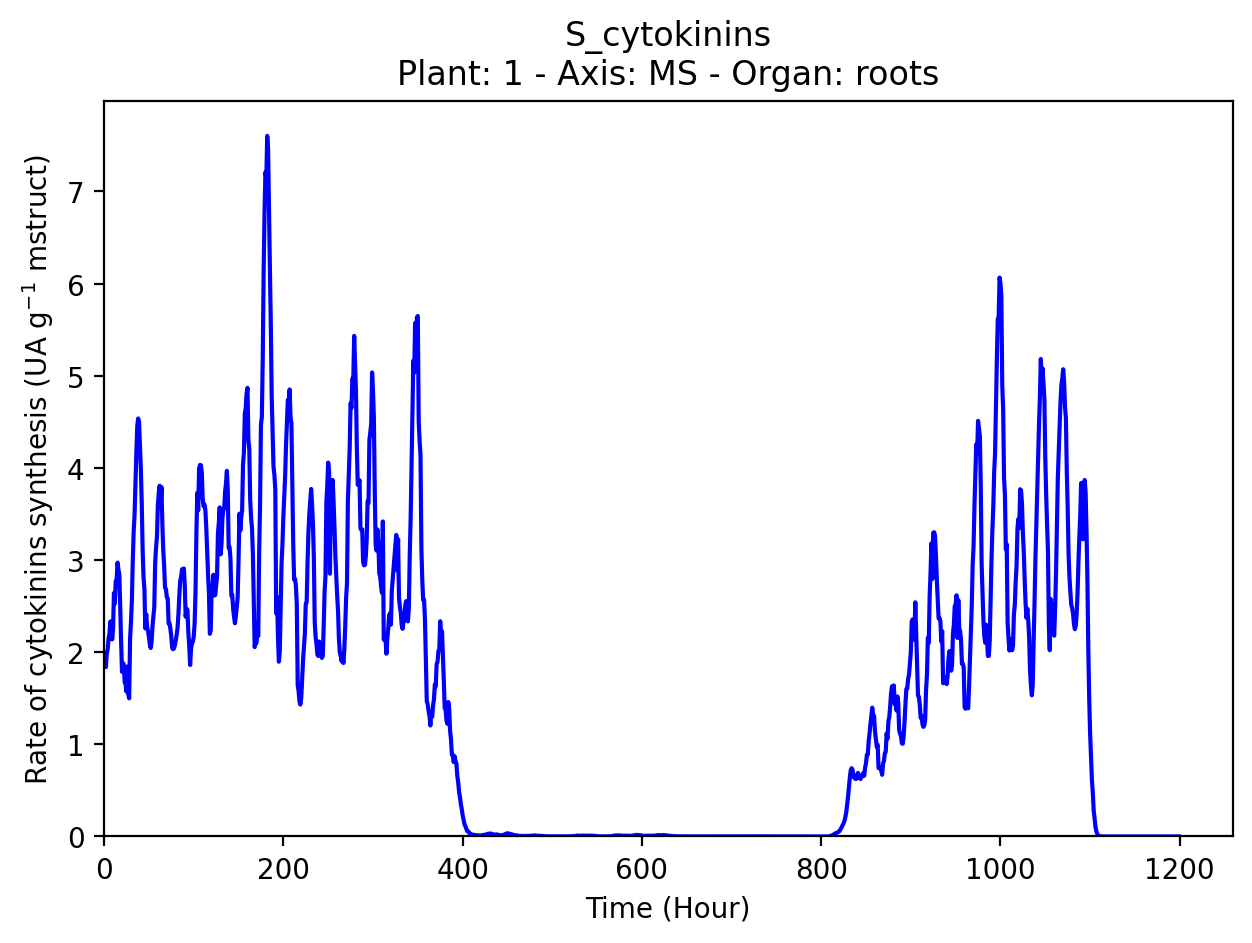 S_cytokinins
Plant: 1 - Axis: MS - Organ: roots
Rate of cytokinins synthesis (UA g⁻¹ mstruct)
7
6
5
4
3
2
1
0
0 200 400 600 800 1000 1200
Time (Hour)